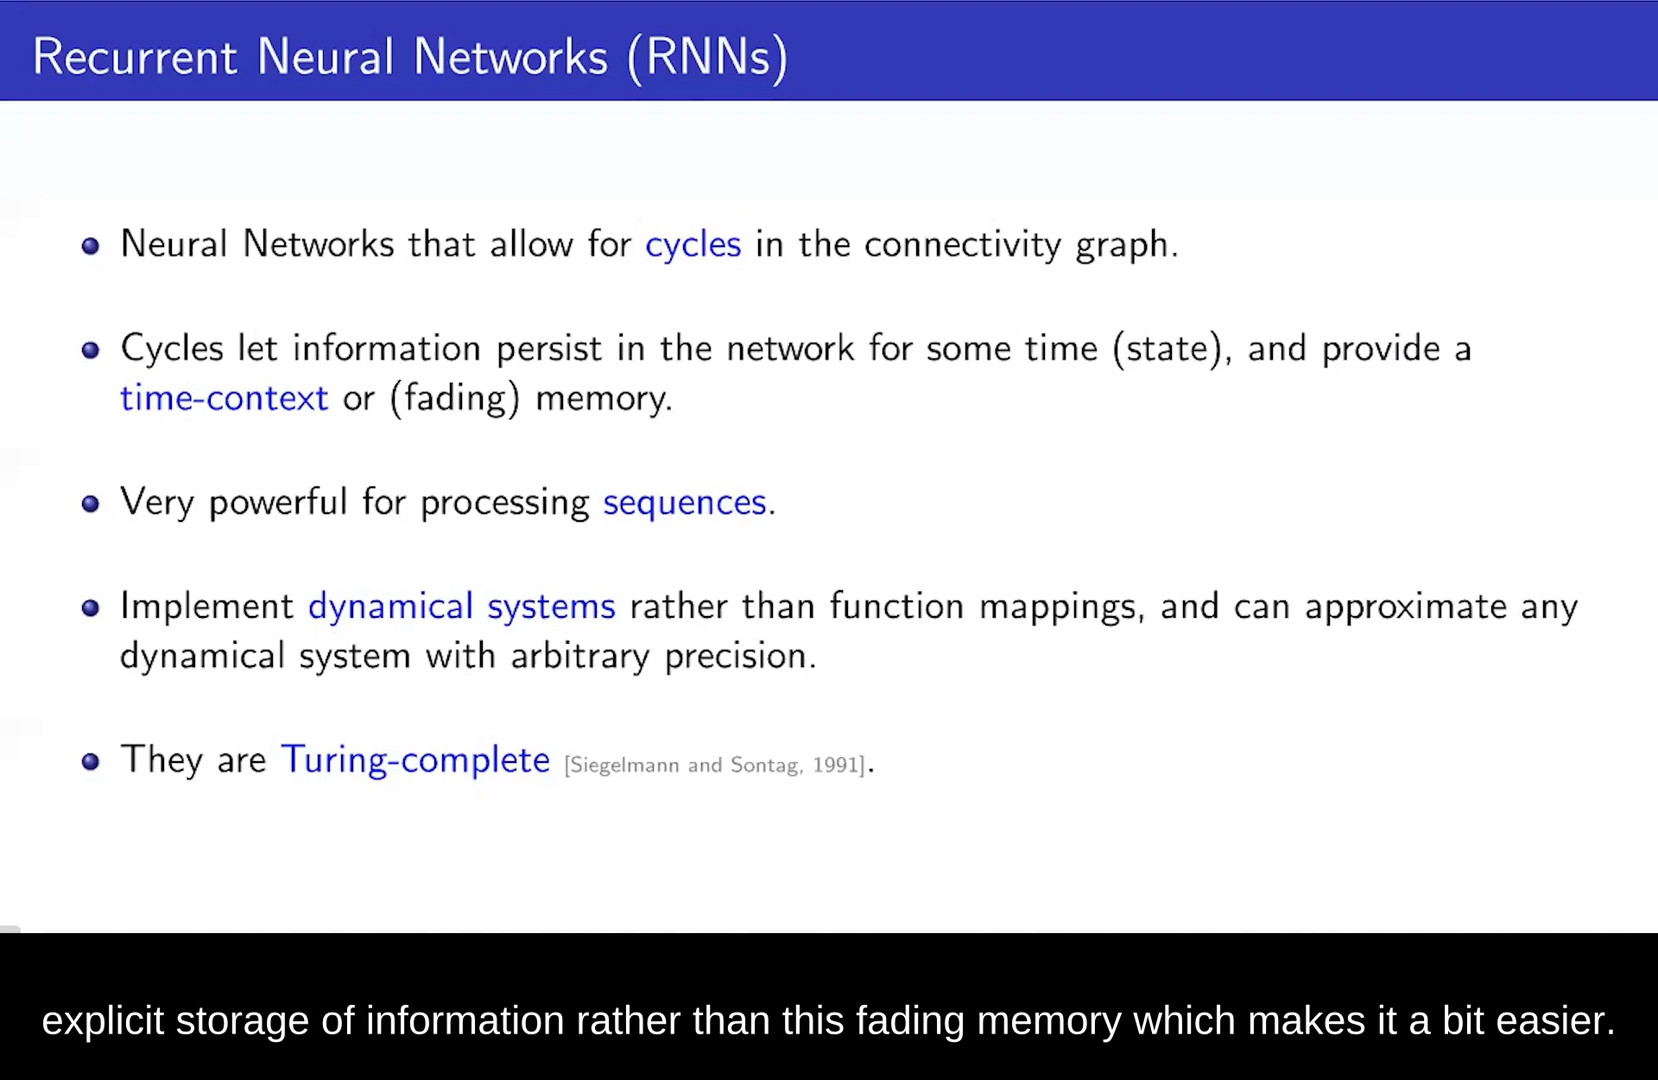 Recurrent Neural Networks (RNNs)
Neural Networks that allow for cycles in the connectivity graph.
Cycles let information persist in the network for some time (state), and provide a
time-context or (fading) memory.
Very powerful for processing sequences.
Implement dynamical systems rather than function mappings, and can approximate any
dynamical system with arbitrary precision.
They are Turing-complete [Siegelmann and Sontag, 1991].
explicit storage of information rather than this fading memory which makes it a bit easier.